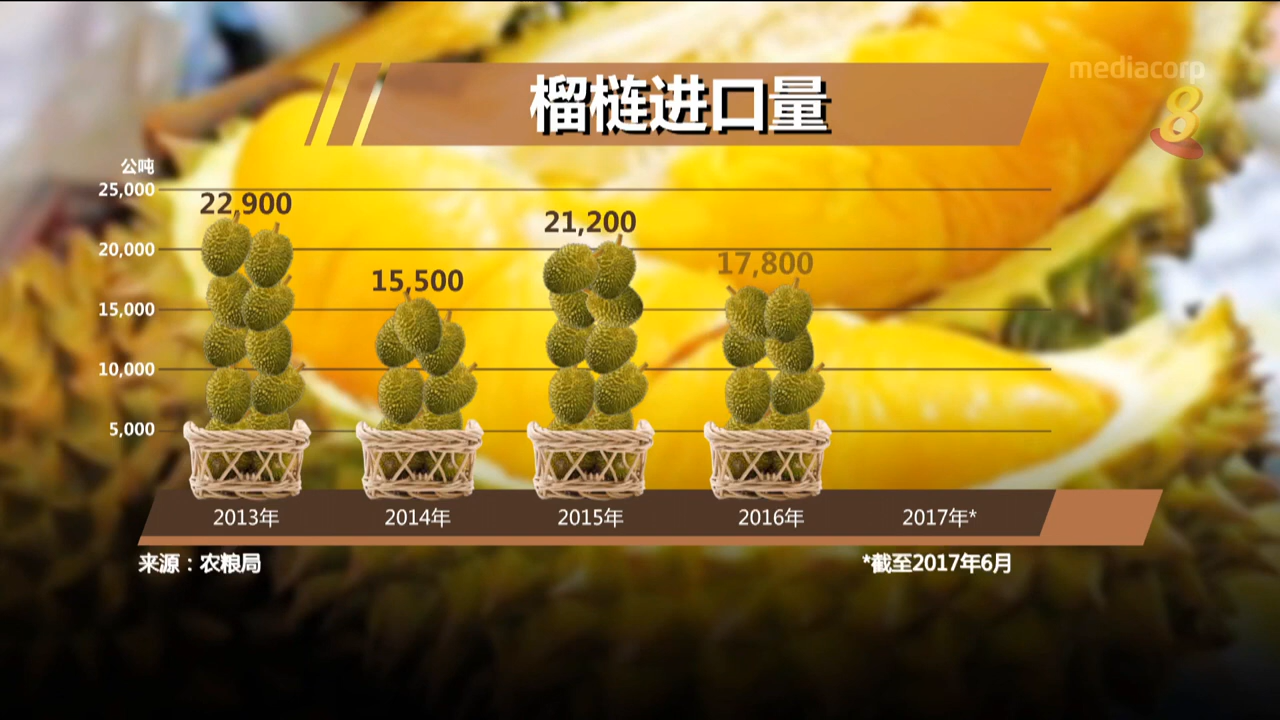 榴梿进口量
mediacorp
8
公吨
25,000
20,000
15,000
10,000
5,000
22,900
15,500
21,200
17,800
2013年
2014年
2015年
2016年
2017年*
来源：农粮局
*截至2017年6月